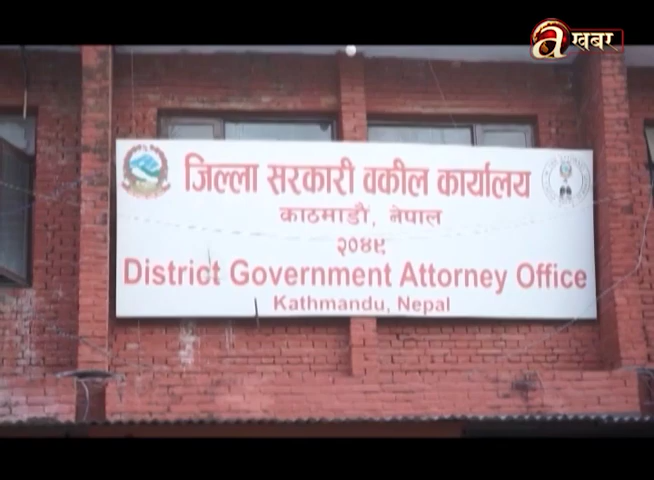 a खबर
जिल्ला सरकारी वकील कार्यालय
काठमाडौं, नेपाल
२०४९
District Government Attorney Office
Kathmandu, Nepal